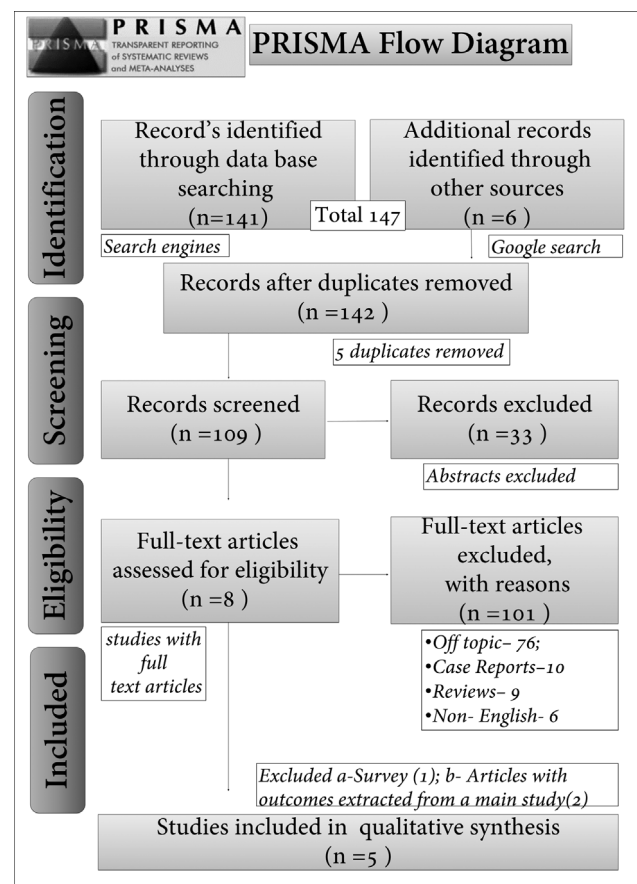 PRISMA
PRISMA
TRANSPARENT REPORTING
of SYSTEMATIC REVIEWS
and META-ANALYSES
PRISMA Flow Diagram
Identification
Record's identified
through data base
searching
(n=141)
Additional records
identified through
other sources
(n =6 )
Total 147
Search engines
Google search
Records after duplicates removed
(n =142 )
5 duplicates removed
Screening
Records screened
(n =109 )
Records excluded
(n =33 )
Abstracts excluded
Eligibility
Full-text articles
assessed for eligibility
(n =8 )
Full-text articles
excluded,
with reasons
(n =101 )
studies with
full
text articles
•Off topic– 76;
•Case Reports–10
•Reviews– 9
•Non- English- 6
Included
Excluded a-Survey (1); b- Articles with
outcomes extracted from a main study(2)
Studies included in qualitative synthesis
(n =5 )